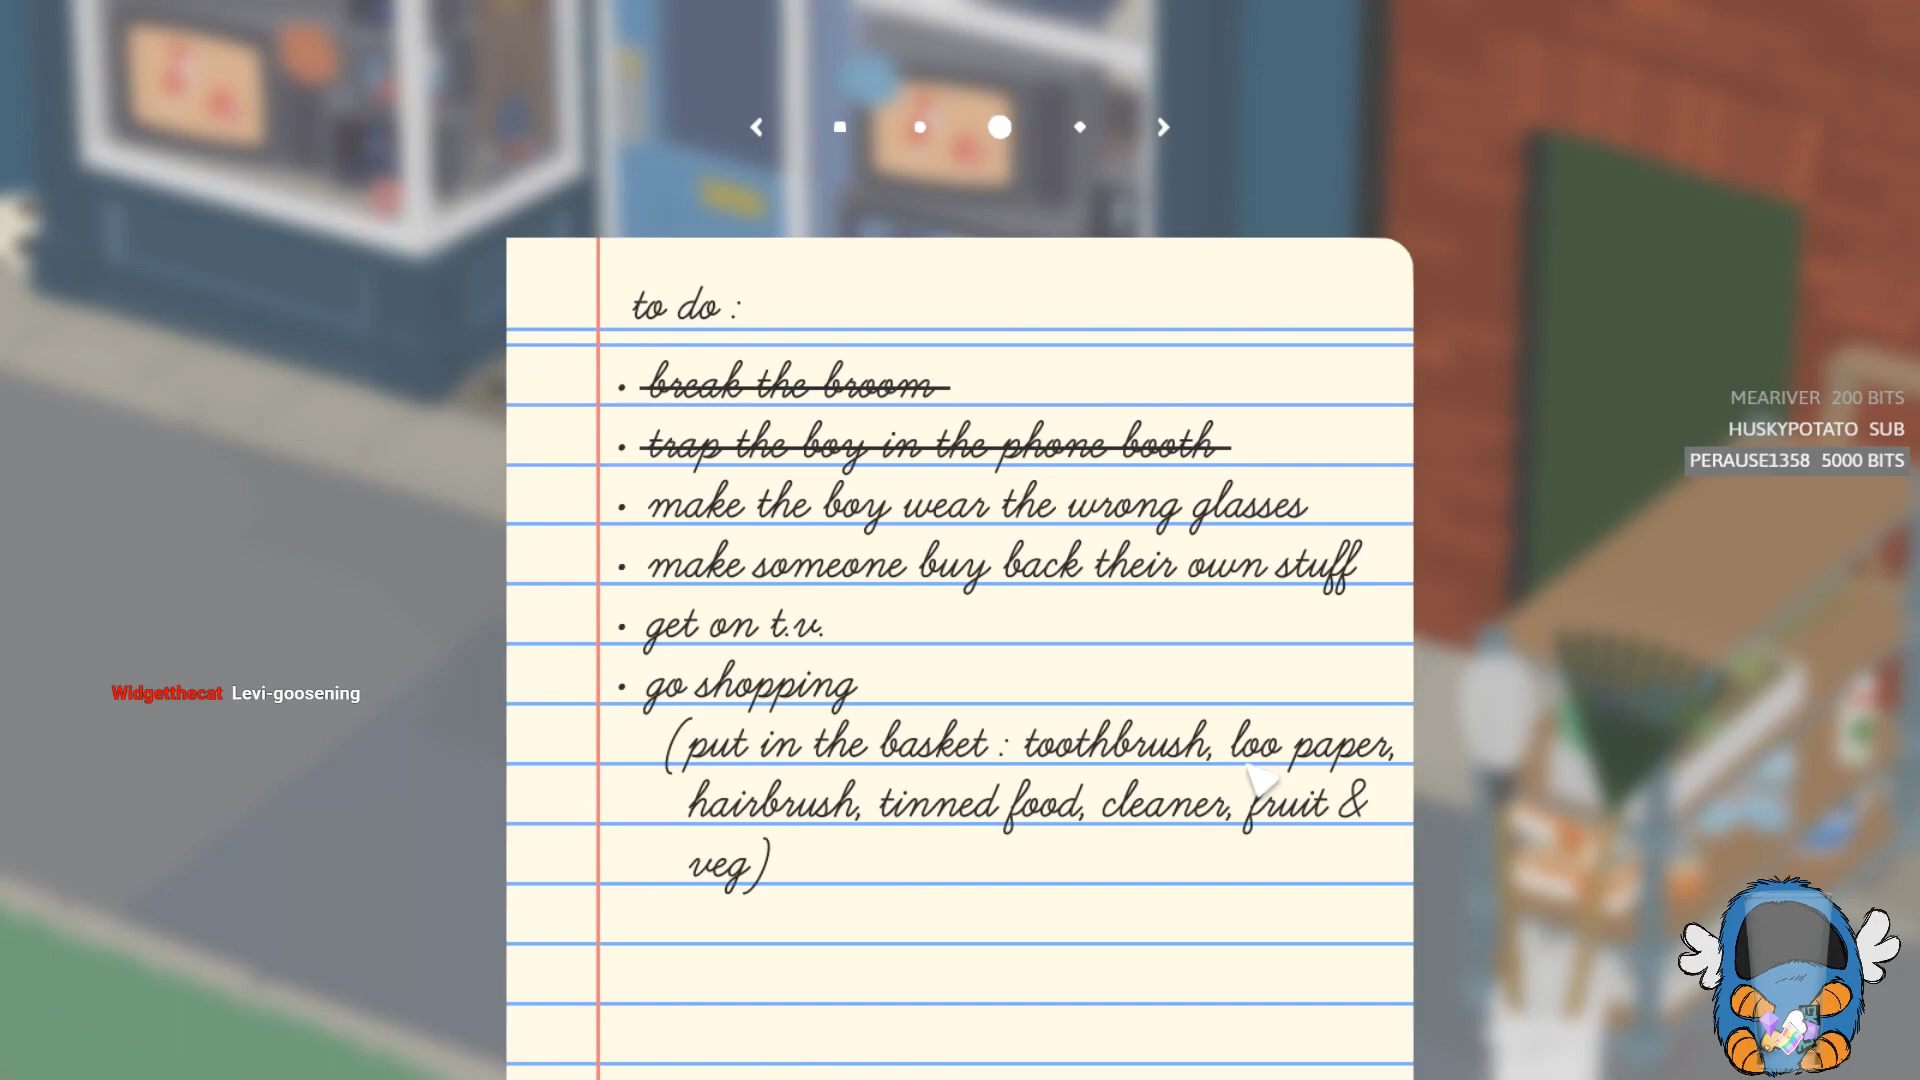 to do :
• break the broom
• trap the boy in the phone booth
• make the boy wear the wrong glasses
• make someone buy back their own stuff
• get on t.v.
• go shopping
(put in the basket : toothbrush, loo paper,
hairbrush, tinned food, cleaner, fruit &
veg)
MEARIVER 200 BITS
HUSKYPOTATO SUB
PERAUSE1358 5000 BITS
Widgetthecat Levi-goosening